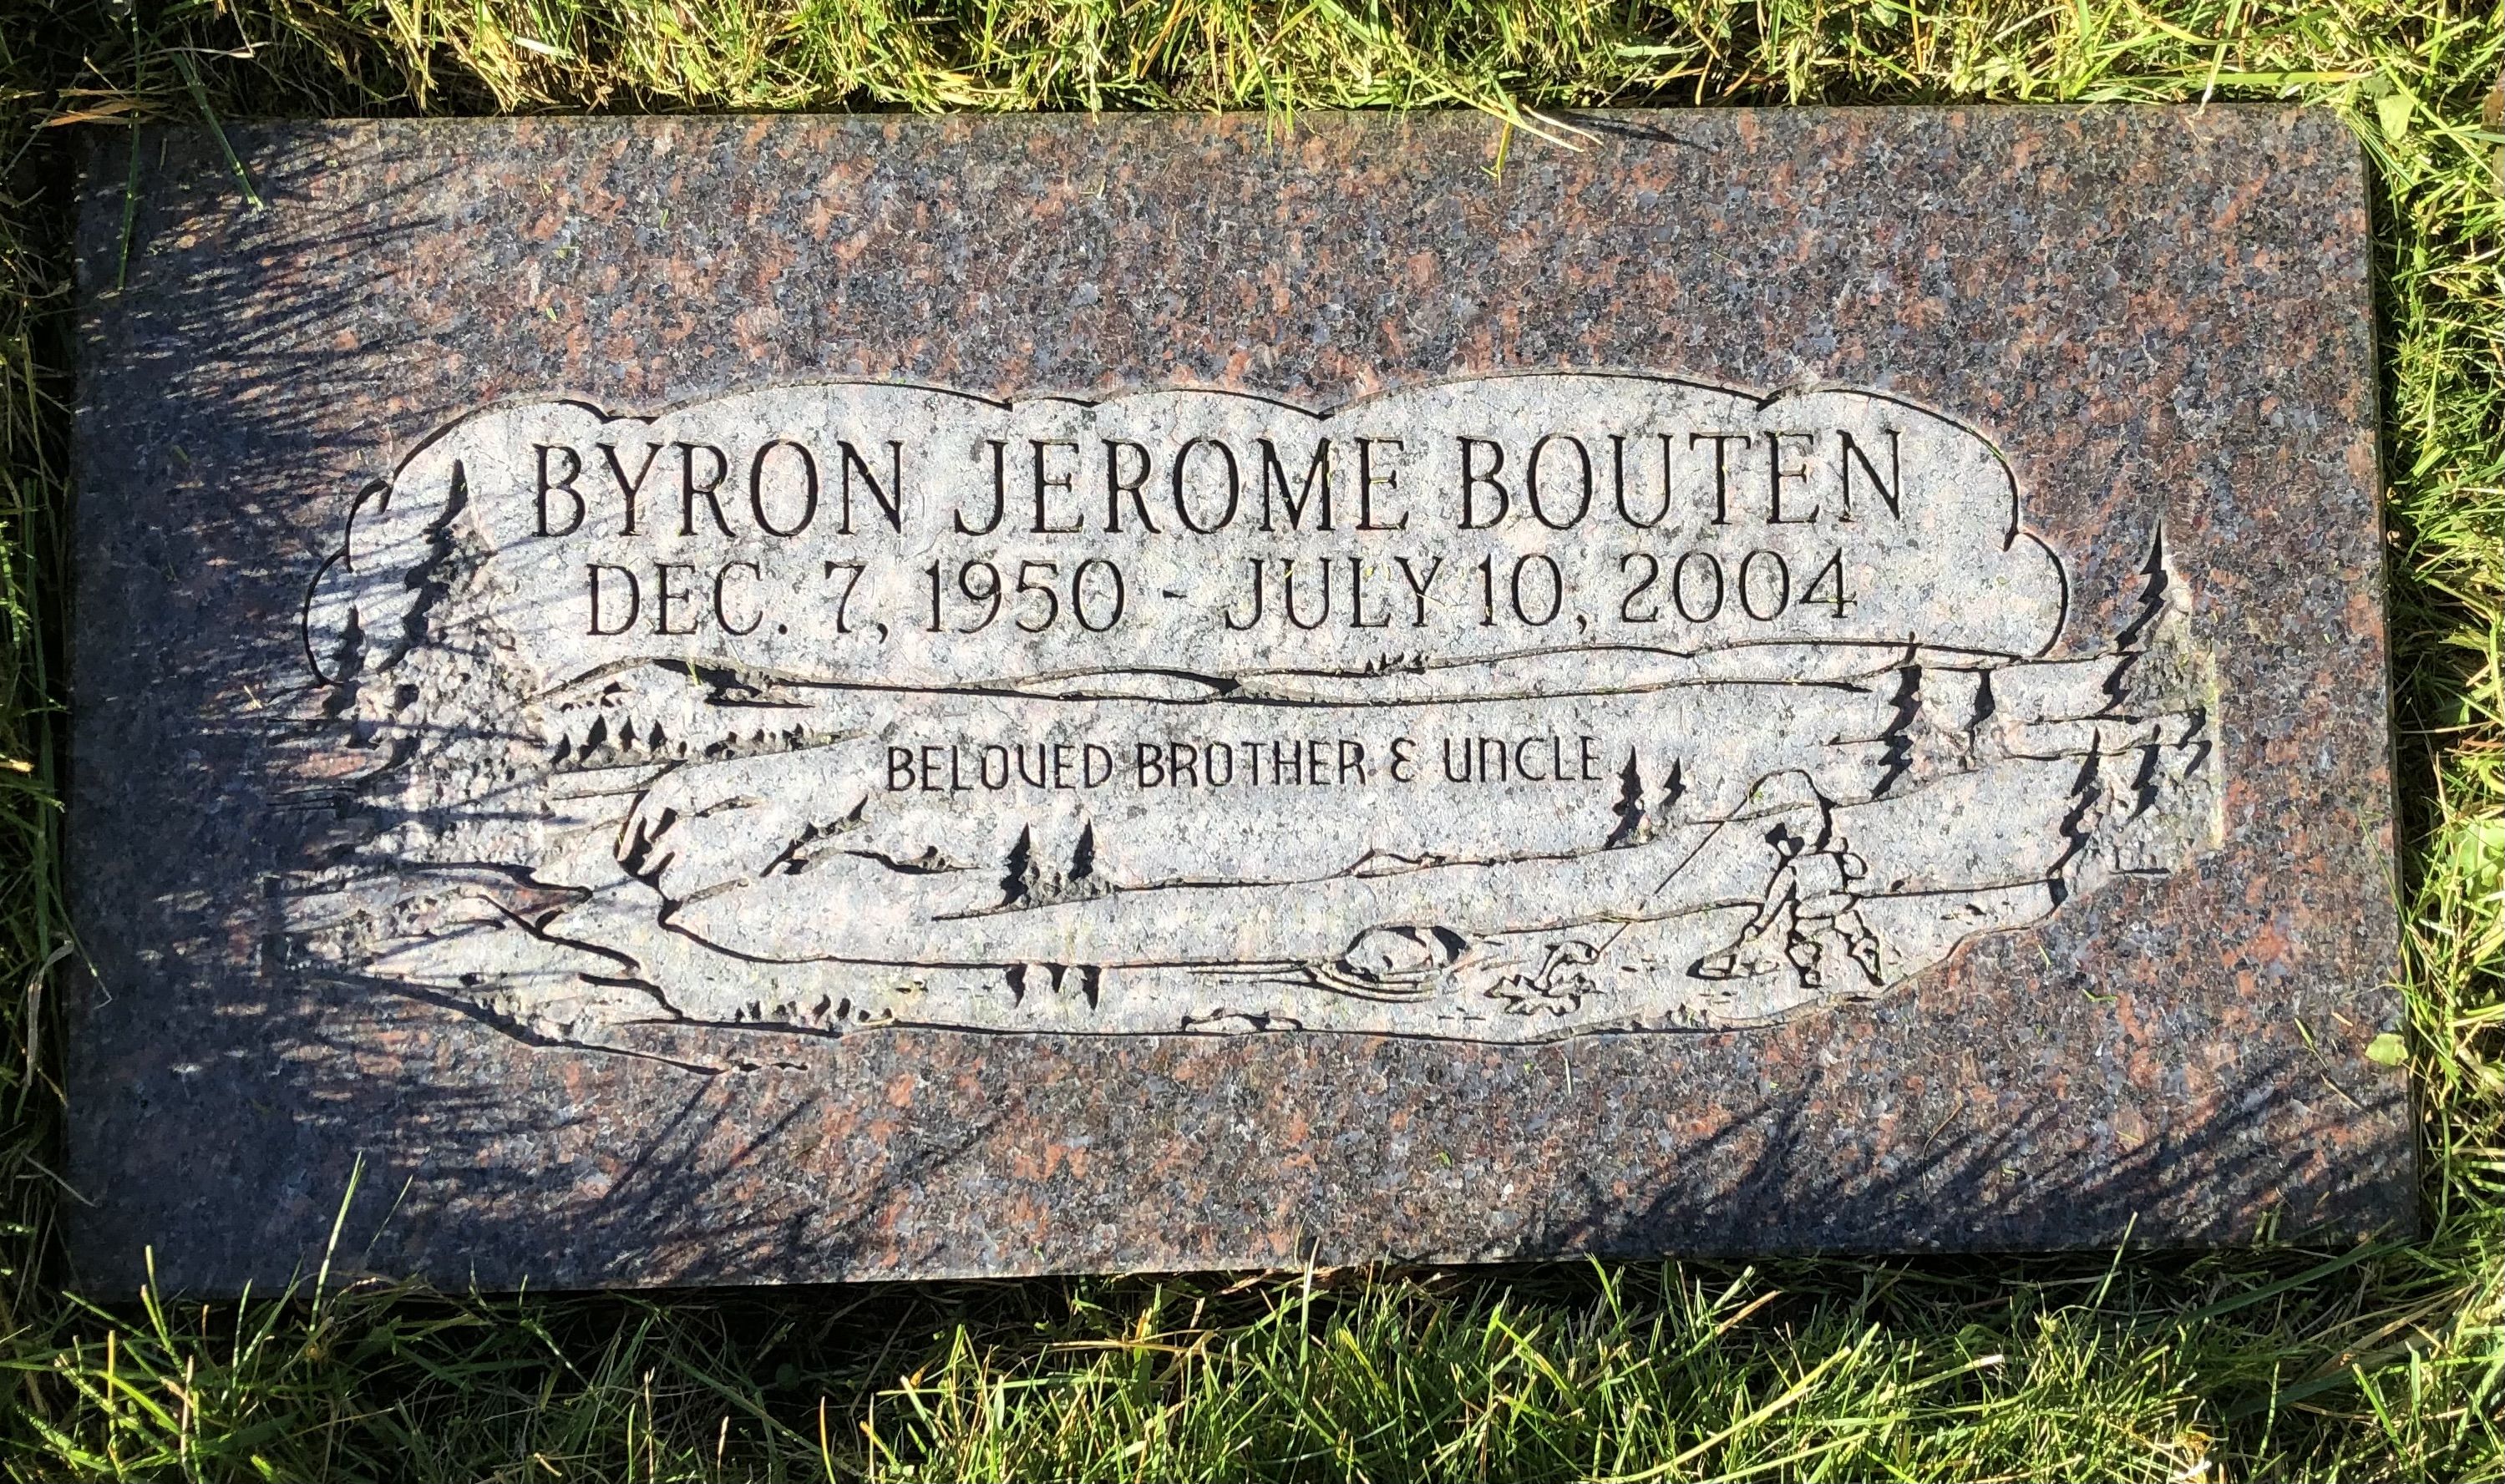 BYRON JEROME BOUTEN
DEC. 7, 1950 - JULY 10, 2004
BELOVED BROTHER & UNCLE